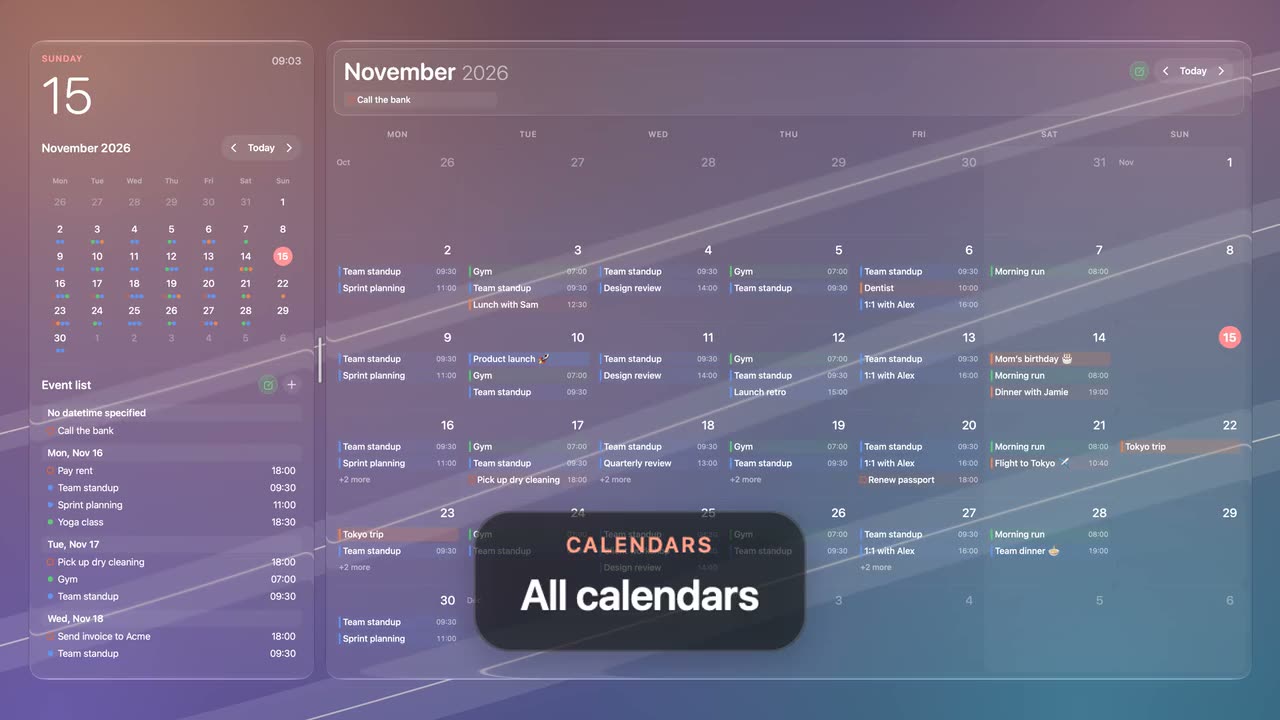 SUNDAY
09:03
15
November 2026
Today
Mon Tue Wed Thu Fri Sat Sun
26 27 28 29 30 31 1
2 3 4 5 6 7 8
9 10 11 12 13 14 15
16 17 18 19 20 21 22
23 24 25 26 27 28 29
30 1 2 3 4 5 6
Event list
No datetime specified
Call the bank
Mon, Nov 16
Pay rent 18:00
Team standup 09:30
Sprint planning 11:00
Yoga class 18:30
Tue, Nov 17
Pick up dry cleaning 18:00
Gym 07:00
Team standup 09:30
Wed, Nov 18
Send invoice to Acme 18:00
Team standup 09:30
November 2026
Today
Call the bank
MON TUE WED THU FRI SAT SUN
Oct 26 27 28 29 30 31 Nov 1
2 3 4 5 6 7 8
Team standup 09:30 Gym 07:00 Team standup 09:30 Gym 07:00 Team standup 09:30 Morning run 08:00
Sprint planning 11:00 Team standup 09:30 Design review 14:00 Team standup 09:30 Dentist 10:00
Lunch with Sam 12:30 1:1 with Alex 16:00
9 10 11 12 13 14 15
Team standup 09:30 Product launch 🚀 Team standup 09:30 Gym 07:00 Team standup 09:30 Mom's birthday 🎂
Sprint planning 11:00 Gym 07:00 Design review 14:00 Team standup 09:30 1:1 with Alex 16:00 Morning run 08:00
Team standup 09:30 Launch retro 15:00 Dinner with Jamie 19:00
16 17 18 19 20 21 22
Team standup 09:30 Gym 07:00 Team standup 09:30 Gym 07:00 Team standup 09:30 Morning run 08:00 Tokyo trip
Sprint planning 11:00 Team standup 09:30 Quarterly review 13:00 Team standup 09:30 1:1 with Alex 16:00 Flight to Tokyo ✈️ 10:40
+2 more Pick up dry cleaning 18:00 +2 more +2 more Renew passport 18:00
23 24 25 26 27 28 29
Tokyo trip Gym Team standup Gym Team standup 09:30 Morning run 08:00
Team standup 09:30 Team standup Team standup 1:1 with Alex 16:00 Team dinner 🍲 19:00
+2 more Design review +2 more
30 3 4 5 6
Team standup 09:30
Sprint planning 11:00
CALENDARS
All calendars